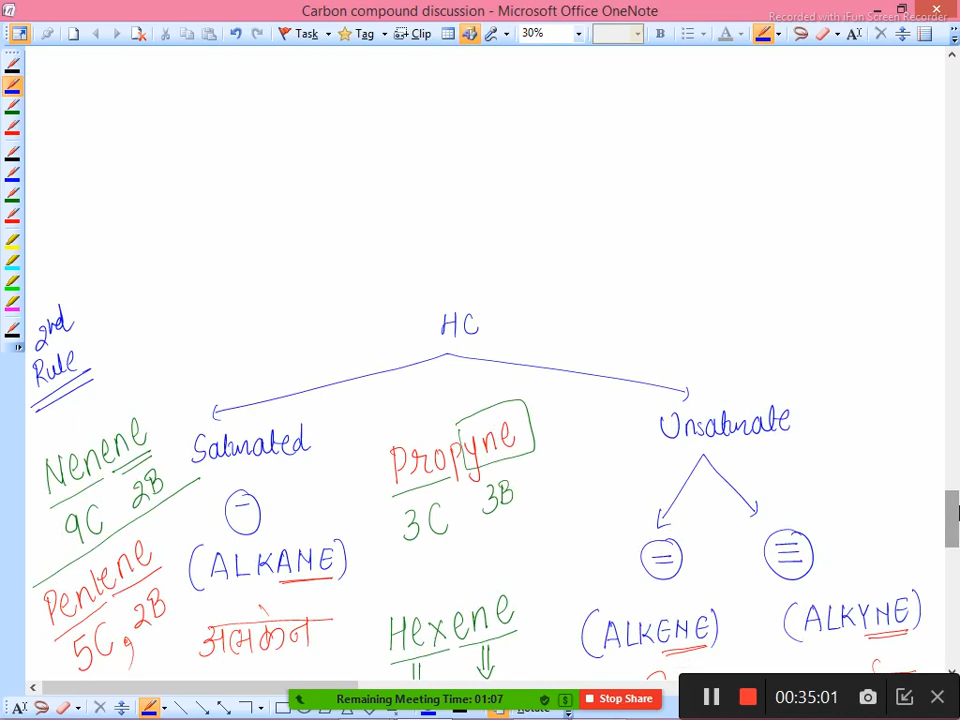 Carbon compound discussion - Microsoft Office OneNote
Recorded with iFun Screen Recorder
Task
Tag
Clip
30%
B
A
2nd
Rule
HC
Saturated
Unsaturate
Nenene
9C 2B
Propyne
3C 3B
(ALKANE)
अलकेन
Pentene
5C, 2B
Hexene
(ALKENE)
(ALKYNE)
Remaining Meeting Time: 01:07
Stop Share
Rotate
00:35:01